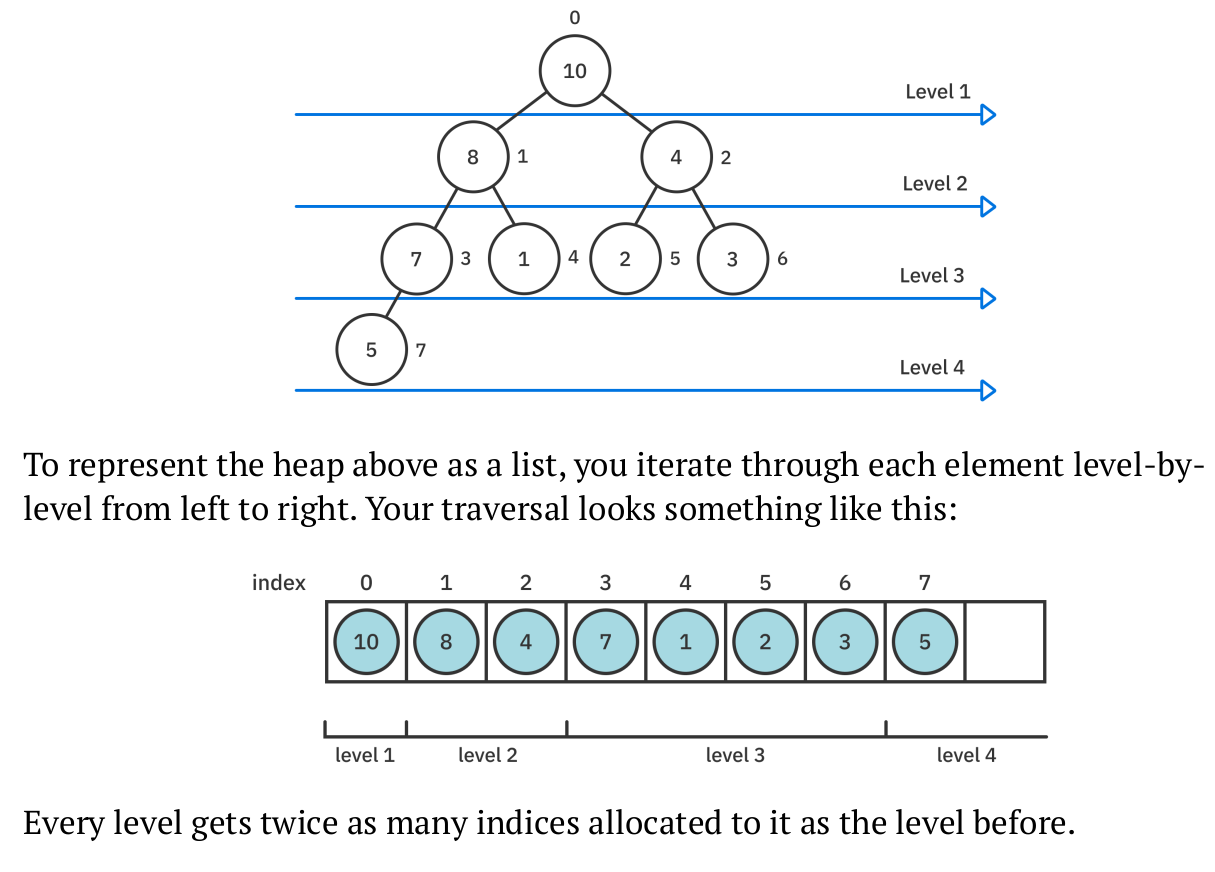 0
10
Level 1
8 1 4 2
Level 2
7 3 1 4 2 5 3 6
Level 3
5 7
Level 4
To represent the heap above as a list, you iterate through each element level-by-
level from left to right. Your traversal looks something like this:
index 0 1 2 3 4 5 6 7
10 8 4 7 1 2 3 5
level 1 level 2 level 3 level 4
Every level gets twice as many indices allocated to it as the level before.